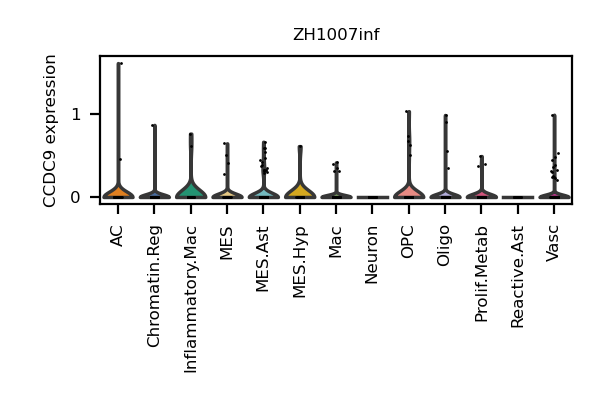 ZH1007inf
CCDC9 expression
1
0
AC
Chromatin.Reg
Inflammatory.Mac
MES
MES.Ast
MES.Hyp
Mac
Neuron
OPC
Oligo
Prolif.Metab
Reactive.Ast
Vasc